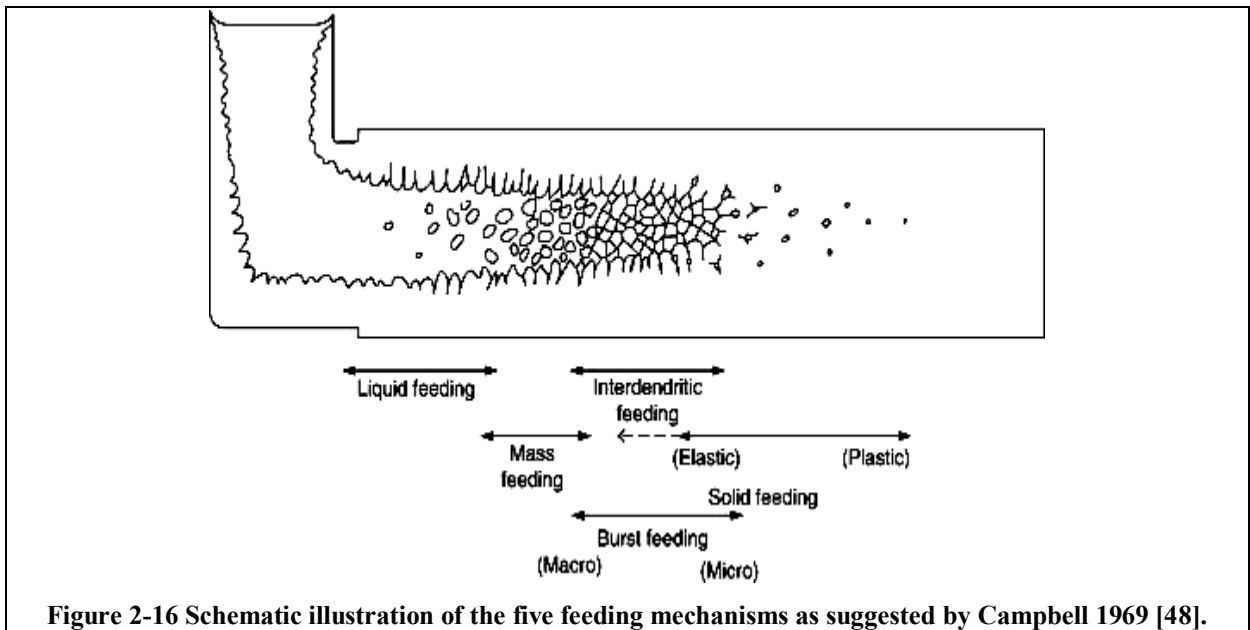 Liquid feeding
Interdendritic
feeding
Mass
feeding
(Elastic)
(Plastic)
Solid feeding
Burst feeding
(Macro)
(Micro)
Figure 2-16 Schematic illustration of the five feeding mechanisms as suggested by Campbell 1969 [48].